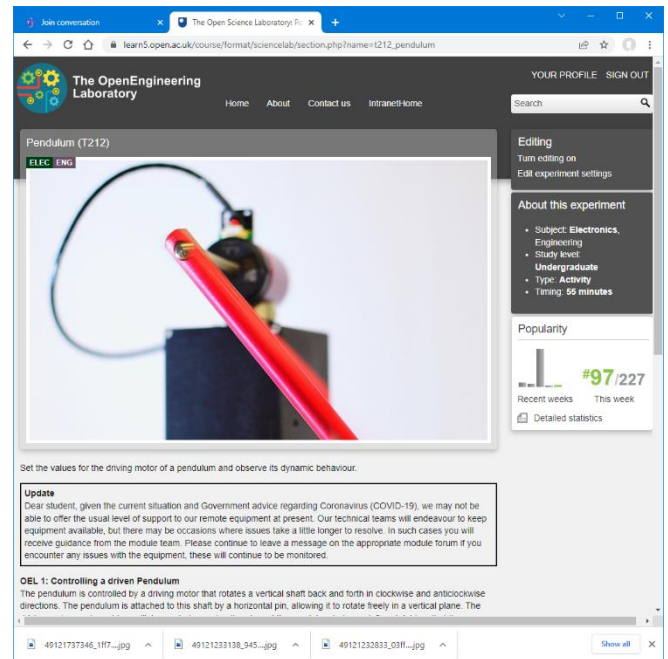 Join conversation
The Open Science Laboratory: Po
learn5.open.ac.uk/course/format/sciencelab/section.php?name=t212_pendulum
The OpenEngineering
Laboratory
Home About Contact us IntranetHome
YOUR PROFILE SIGN OUT
Search
Pendulum (T212)
ELEC ENG
Editing
Turn editing on
Edit experiment settings
About this experiment
• Subject: Electronics,
Engineering
• Study level:
Undergraduate
• Type: Activity
• Timing: 55 minutes
Popularity
#97/227
Recent weeks This week
Detailed statistics
Set the values for the driving motor of a pendulum and observe its dynamic behaviour.
Update
Dear student, given the current situation and Government advice regarding Coronavirus (COVID-19), we may not be
able to offer the usual level of support to our remote equipment at present. Our technical teams will endeavour to keep
equipment available, but there may be occasions where issues take a little longer to resolve. In such cases you will
receive guidance from the module team. Please continue to leave a message on the appropriate module forum if you
encounter any issues with the equipment, these will continue to be monitored.
OEL 1: Controlling a driven Pendulum
The pendulum is controlled by a driving motor that rotates a vertical shaft back and forth in clockwise and anticlockwise
directions. The pendulum is attached to this shaft by a horizontal pin, allowing it to rotate freely in a vertical plane. The
49121737346_1ff7....jpg
49121233138_945....jpg
49121232833_03ff....jpg
Show all